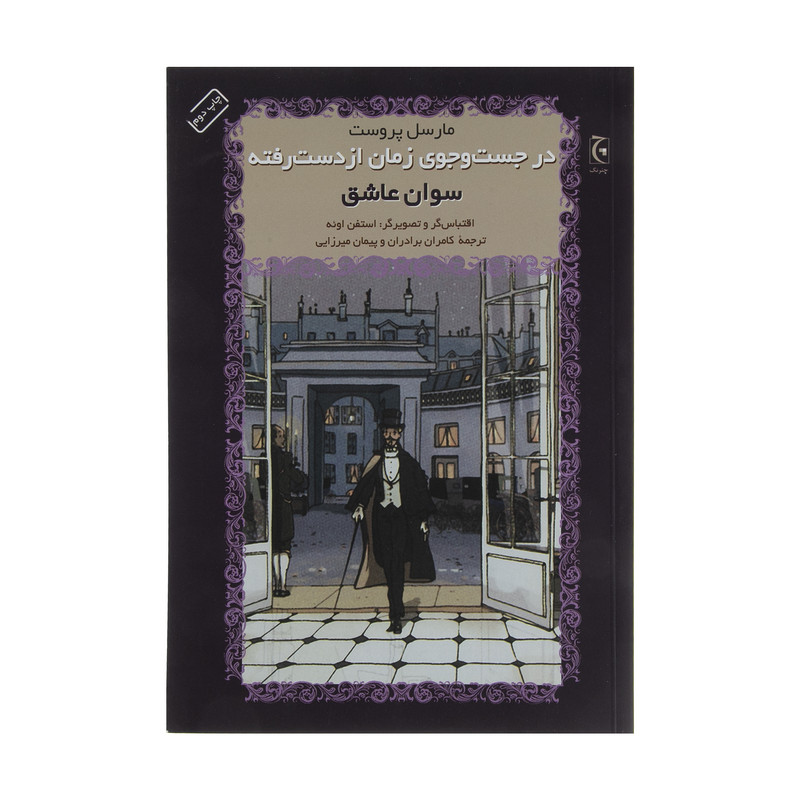 چاپ دوم
مارسل پروست
در جست‌وجوی زمان ازدست‌رفته
سوان عاشق
اقتباس‌گر و تصویرگر: استفن اوئه
ترجمهٔ کامران برادران و پیمان میرزایی
چترنگ